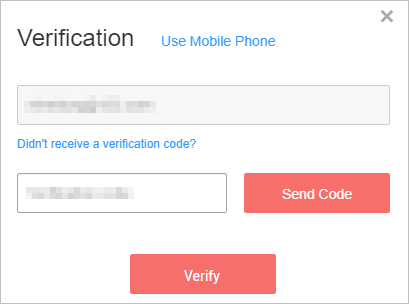 Verification Use Mobile Phone
Didn't receive a verification code?
Send Code
Verify